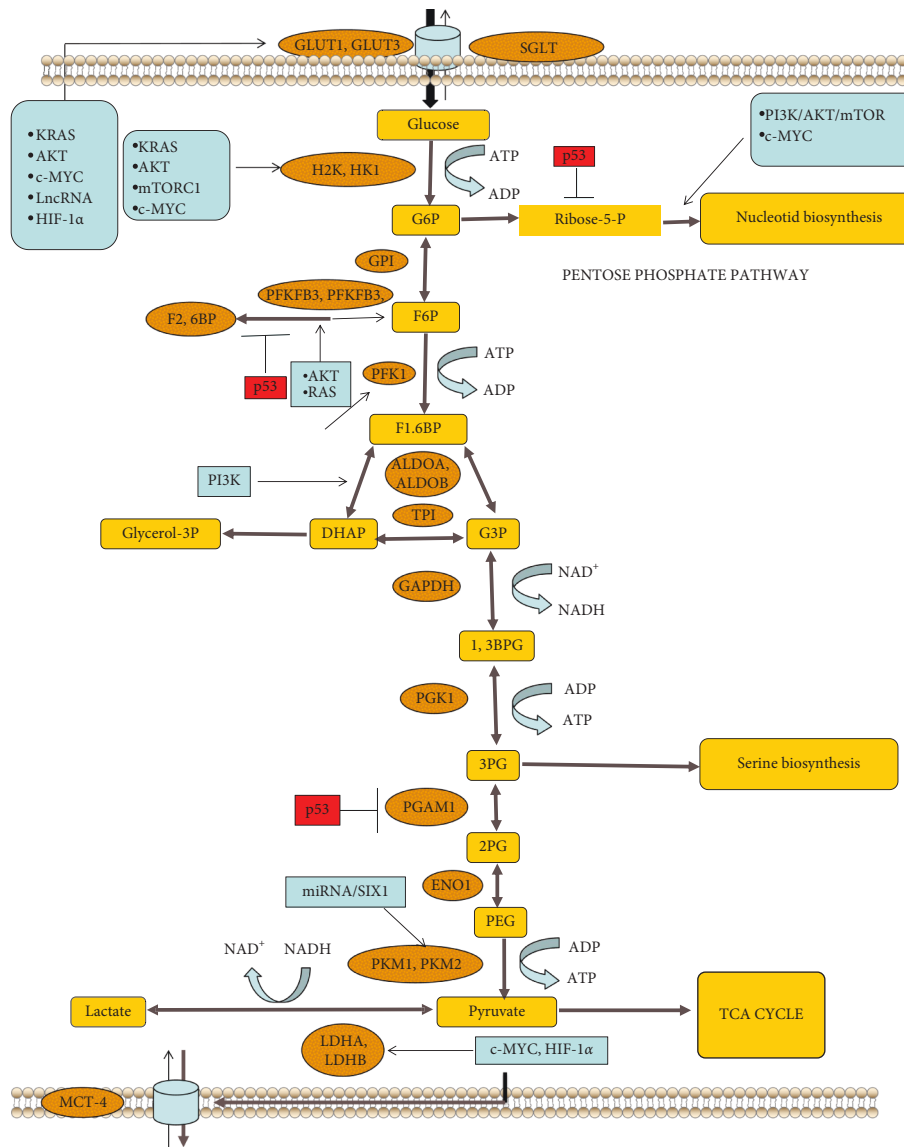 GLUT1, GLUT3
SGLT
•KRAS
•AKT
•c-MYC
•LncRNA
•HIF-1α
•KRAS
•AKT
•mTORC1
•c-MYC
H2K, HK1
Glucose
ATP
ADP
p53
•PI3K/AKT/mTOR
•c-MYC
G6P
Ribose-5-P
Nucleotid biosynthesis
PENTOSE PHOSPHATE PATHWAY
GPI
PFKFB3, PFKFB3,
F2, 6BP
F6P
p53
•AKT
•RAS
PFK1
ATP
ADP
F1.6BP
PI3K
ALDOA,
ALDOB
TPI
Glycerol-3P
DHAP
G3P
GAPDH
NAD⁺
NADH
1, 3BPG
PGK1
ADP
ATP
3PG
Serine biosynthesis
p53
PGAM1
2PG
miRNA/SIX1
ENO1
PEG
NAD⁺
NADH
PKM1, PKM2
ADP
ATP
Lactate
Pyruvate
TCA CYCLE
LDHA,
LDHB
c-MYC, HIF-1α
MCT-4